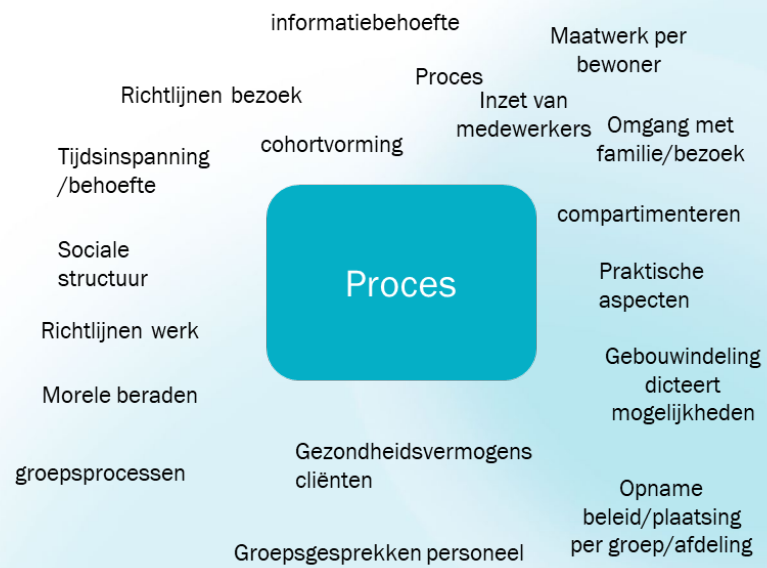 informatiebehoefte
Maatwerk per
bewoner
Proces
Richtlijnen bezoek
Inzet van
medewerkers
Omgang met
familie/bezoek
cohortvorming
Tijdsinspanning
/behoefte
compartimenteren
Sociale
structuur
Proces
Praktische
aspecten
Richtlijnen werk
Gebouwindeling
dicteert
mogelijkheden
Morele beraden
Gezondheidsvermogens
cliënten
groepsprocessen
Opname
beleid/plaatsing
per groep/afdeling
Groepsgesprekken personeel